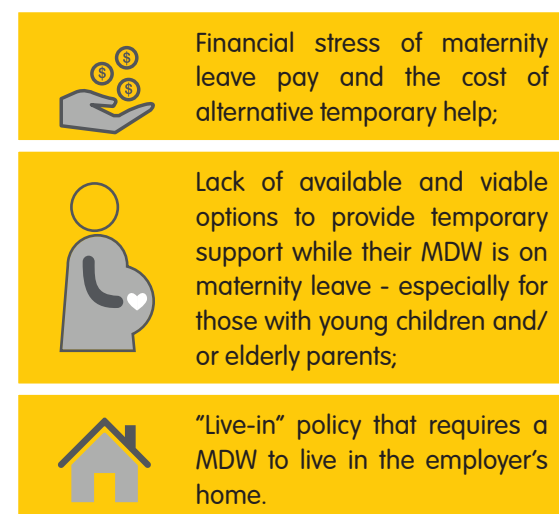 $
$
$
Financial stress of maternity
leave pay and the cost of
alternative temporary help;
Lack of available and viable
options to provide temporary
support while their MDW is on
maternity leave - especially for
those with young children and/
or elderly parents;
"Live-in" policy that requires a
MDW to live in the employer's
home.